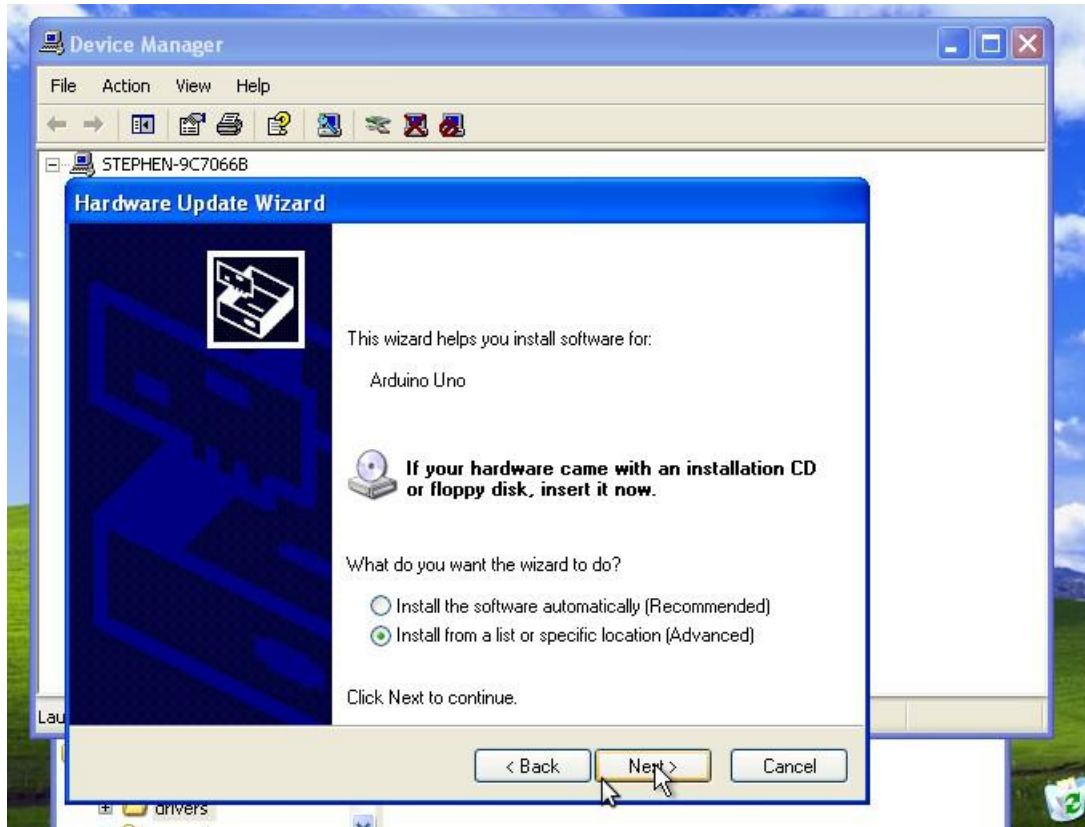 Device Manager
File Action View Help
STEPHEN-9C7066B
Hardware Update Wizard
This wizard helps you install software for:
Arduino Uno
If your hardware came with an installation CD
or floppy disk, insert it now.
What do you want the wizard to do?
Install the software automatically (Recommended)
Install from a list or specific location (Advanced)
Click Next to continue.
Lau
< Back Next > Cancel
drivers